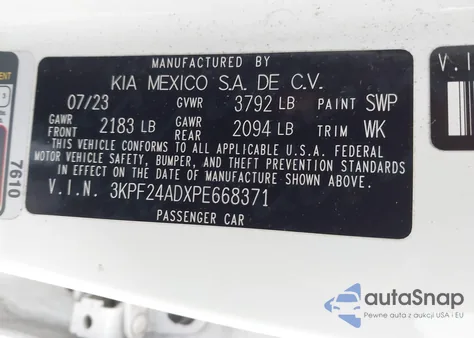 MANUFACTURED BY
KIA MEXICO S.A. DE C.V.
07/23 GVWR 3792 LB PAINT SWP
GAWR FRONT 2183 LB GAWR REAR 2094 LB TRIM WK
THIS VEHICLE CONFORMS TO ALL APPLICABLE U.S.A. FEDERAL
MOTOR VEHICLE SAFETY, BUMPER, AND THEFT PREVENTION STANDARDS
IN EFFECT ON THE DATE OF MANUFACTURE SHOWN ABOVE.
V.I.N. 3KPF24ADXPE668371
PASSENGER CAR
7610
V.I.
autoSnap
Pewne auta z aukcji USA i EU